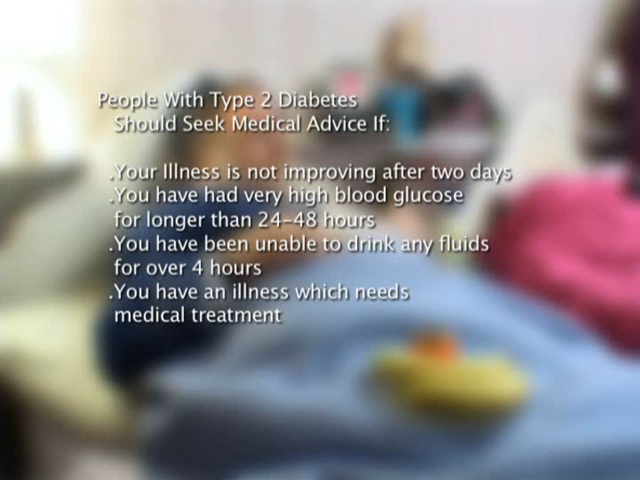 People With Type 2 Diabetes
Should Seek Medical Advice If:
.Your Illness is not improving after two days
.You have had very high blood glucose
for longer than 24-48 hours
.You have been unable to drink any fluids
for over 4 hours
.You have an illness which needs
medical treatment